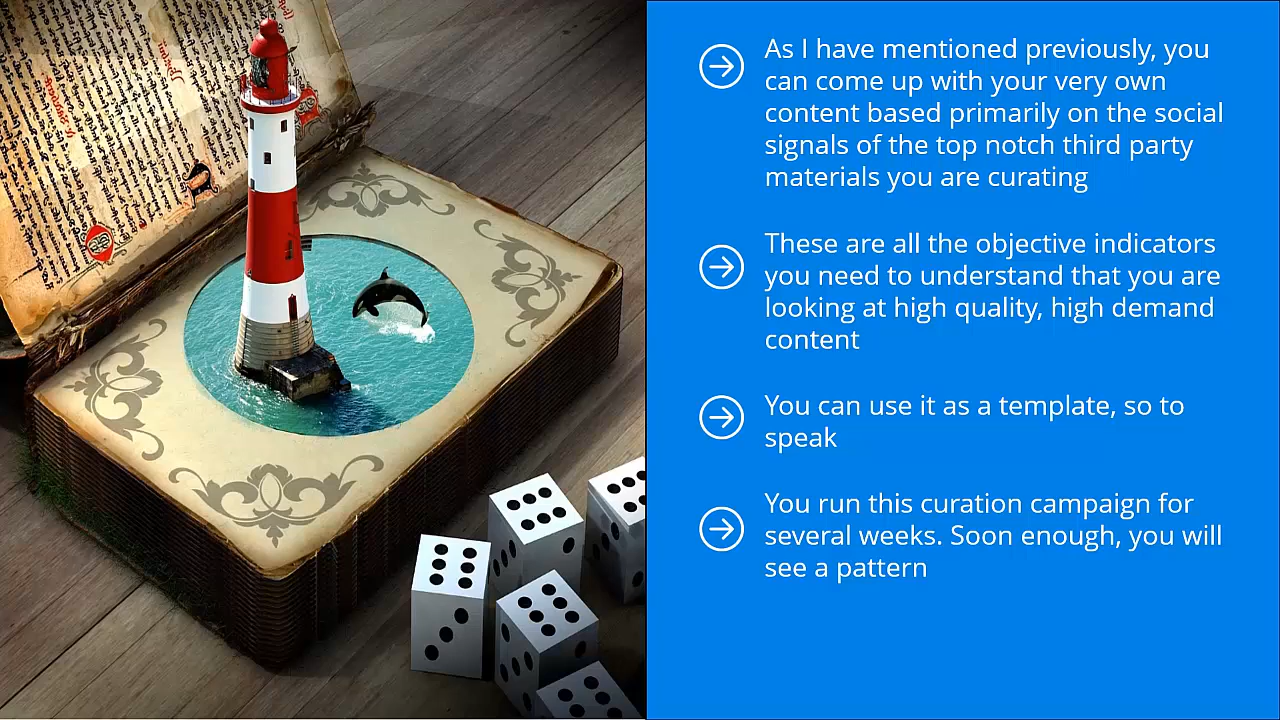 As I have mentioned previously, you
can come up with your very own
content based primarily on the social
signals of the top notch third party
materials you are curating
These are all the objective indicators
you need to understand that you are
looking at high quality, high demand
content
You can use it as a template, so to
speak
You run this curation campaign for
several weeks. Soon enough, you will
see a pattern